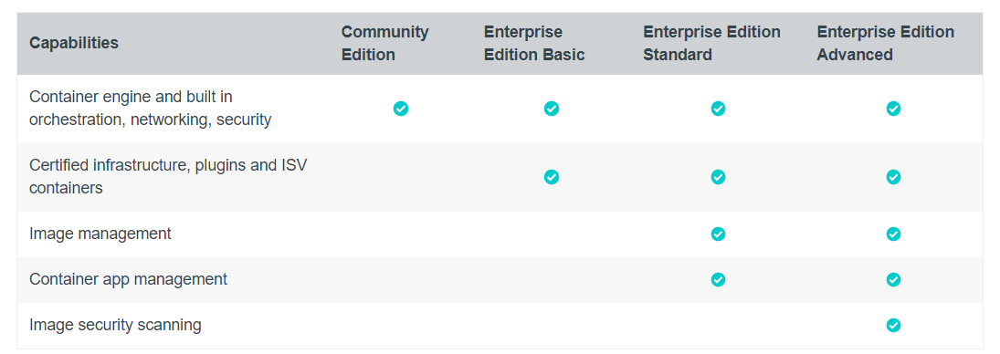 Capabilities
Community
Edition
Enterprise
Edition Basic
Enterprise Edition
Standard
Enterprise Edition
Advanced
Container engine and built in
orchestration, networking, security
Certified infrastructure, plugins and ISV
containers
Image management
Container app management
Image security scanning